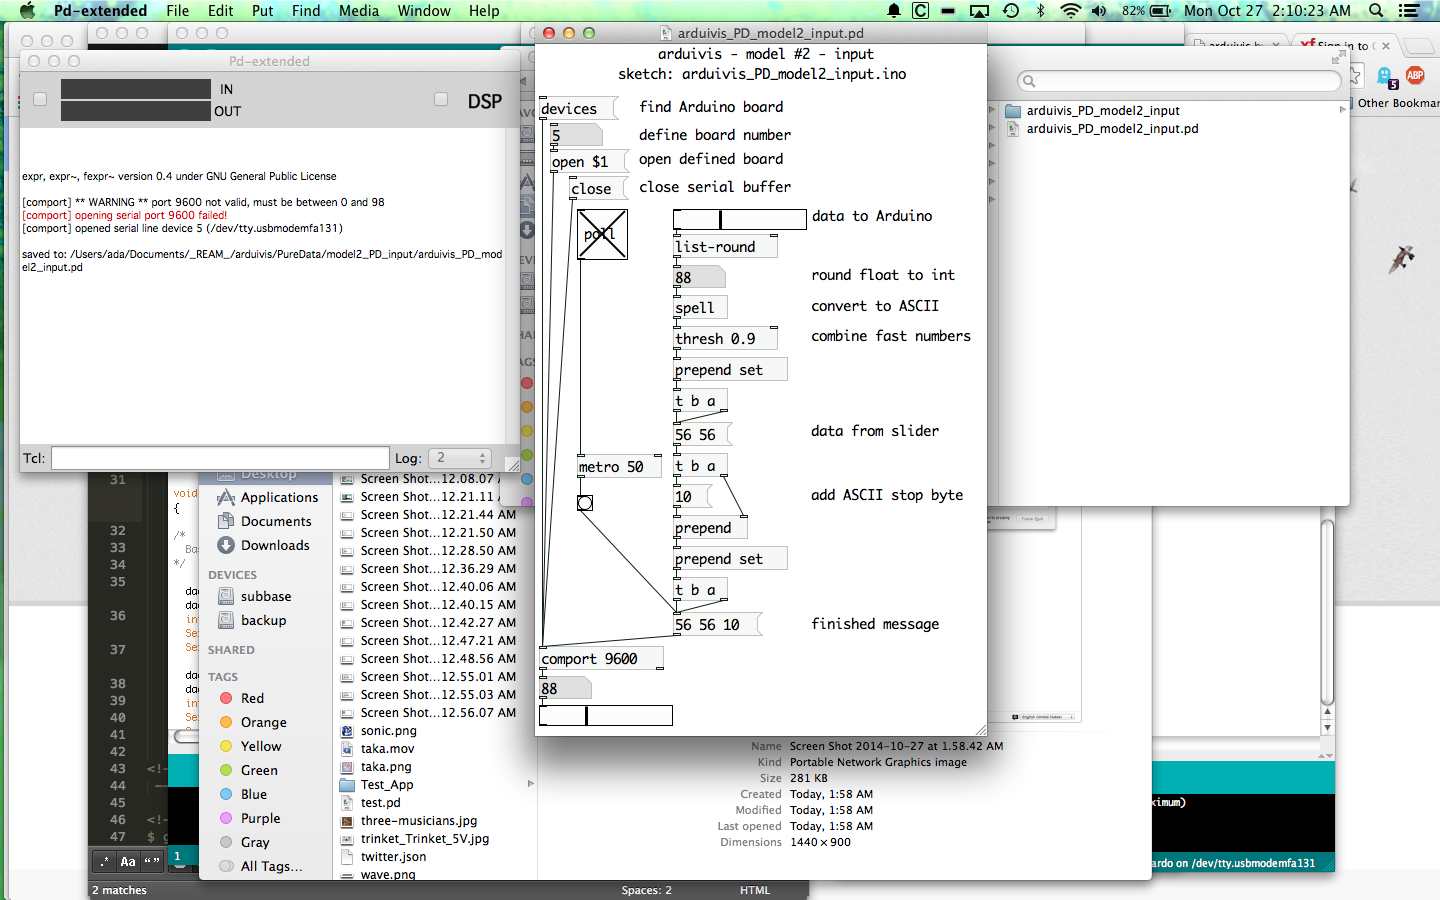 Pd-extended File Edit Put Find Media Window Help
82% Mon Oct 27 2:10:23 AM
Pd-extended
IN
OUT
DSP
expr, expr~, fexpr~ version 0.4 under GNU General Public License
[comport] ** WARNING ** port 9600 not valid, must be between 0 and 98
[comport] opening serial port 9600 failed!
[comport] opened serial line device 5 (/dev/tty.usbmodemfa131)
saved to: /Users/ada/Documents/_REAM_/arduivis/PureData/model2_PD_input/arduivis_PD_mod
el2_input.pd
Tcl:
Log: 2
arduivis_PD_model2_input.pd
arduivis - model #2 - input
sketch: arduivis_PD_model2_input.ino
devices find Arduino board
5 define board number
open $1 open defined board
close close serial buffer
poll
data to Arduino
list-round
88 round float to int
spell convert to ASCII
thresh 0.9 combine fast numbers
prepend set
t b a
56 56 data from slider
metro 50
t b a
10 add ASCII stop byte
prepend
prepend set
t b a
56 56 10 finished message
comport 9600
88
Sign in to
5
ABP
Other Bookmar
arduivis_PD_model2_input
arduivis_PD_model2_input.pd
31
32
33
34
35
36
37
38
39
40
41
42
43
44
45
46
47
void
{
/*
*/
<!-
<!-
$ g
Desktop
Applications
Documents
Downloads
DEVICES
subbase
backup
SHARED
TAGS
Red
Orange
Yellow
Green
Blue
Purple
Gray
All Tags...
Screen Shot...12.08.07 AM
Screen Shot...12.21.11 AM
Screen Shot...12.21.44 AM
Screen Shot...12.21.50 AM
Screen Shot...12.28.50 AM
Screen Shot...12.36.29 AM
Screen Shot...12.40.06 AM
Screen Shot...12.40.15 AM
Screen Shot...12.42.27 AM
Screen Shot...12.47.21 AM
Screen Shot...12.48.56 AM
Screen Shot...12.55.01 AM
Screen Shot...12.55.03 AM
Screen Shot...12.56.07 AM
sonic.png
taka.mov
taka.png
Test_App
test.pd
three-musicians.jpg
trinket_Trinket_5V.jpg
twitter.json
wave.png
Name Screen Shot 2014-10-27 at 1.58.42 AM
Kind Portable Network Graphics image
Size 281 KB
Created Today, 1:58 AM
Modified Today, 1:58 AM
Last opened Today, 1:58 AM
Dimensions 1440 × 900
English (United States)
ximum)
ardo on /dev/tty.usbmodemfa131
.* Aa “ ”
1
2 matches
Spaces: 2
HTML